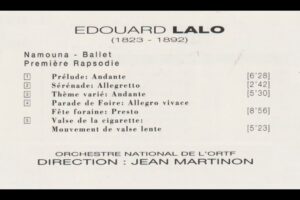 EDOUARD LALO
(1823 - 1892)
Namouna - Ballet
Première Rapsodie
1 Prélude: Andante [6'28]
2 Sérénade: Allegretto [2'42]
3 Thème varié: Andante [5'30]
4 Parade de Foire: Allegro vivace
Fête foraine: Presto [8'56]
5 Valse de la cigarette:
Mouvement de valse lente [5'23]
ORCHESTRE NATIONAL DE L'ORTF
DIRECTION : JEAN MARTINON